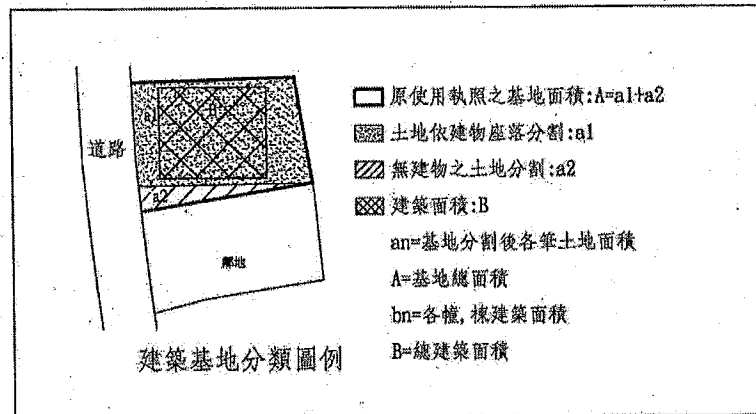 道路
a1
B
a2
鄰地
建築基地分類圖例
原使用執照之基地面積:A=a1+a2
土地依建物座落分割:a1
無建物之土地分割:a2
建築面積:B
an=基地分割後各筆土地面積
A=基地總面積
bn=各幢,棟建築面積
B=總建築面積